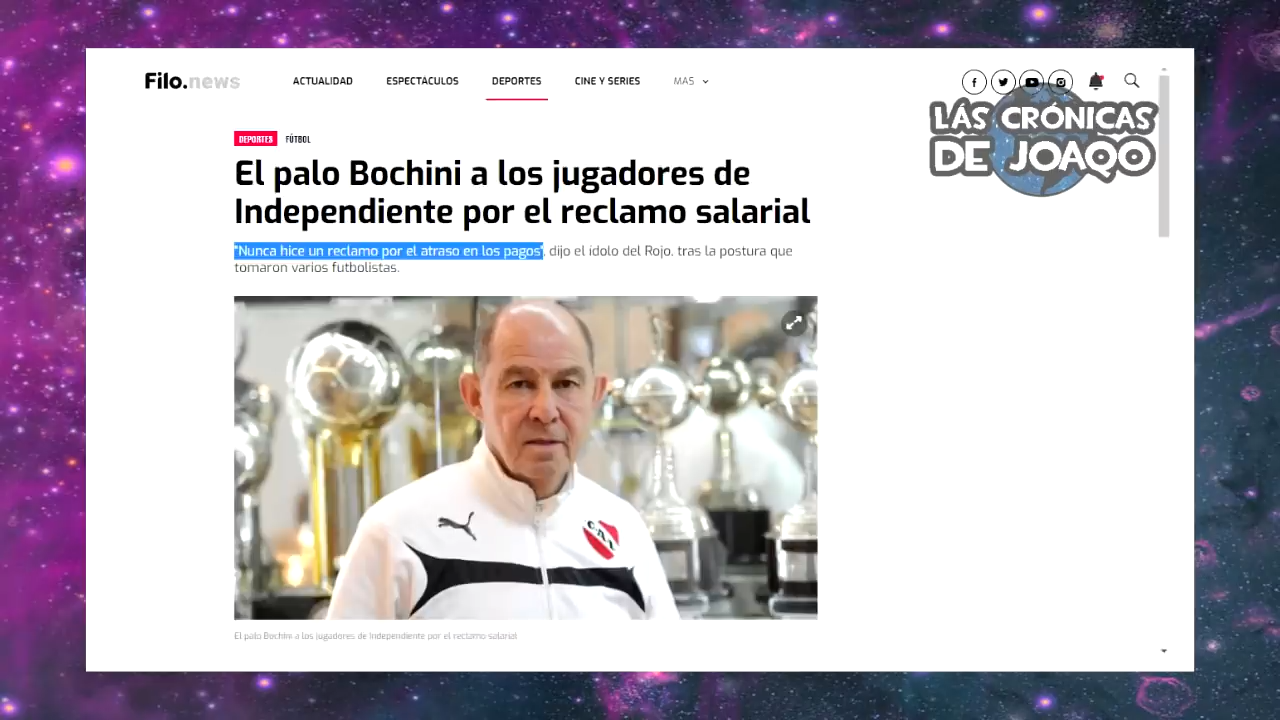 Filo.news
ACTUALIDAD
ESPECTACULOS
DEPORTES
CINE Y SERIES
MAS
LÁS CRÓNICAS
DE JOAQO
DEPORTES
FÚTBOL
El palo Bochini a los jugadores de
Independiente por el reclamo salarial
"Nunca hice un reclamo por el atraso en los pagos", dijo el ídolo del Rojo, tras la postura que
tomaron varios futbolistas.
C.A.I
El palo Bochini a los jugadores de Independiente por el reclamo salarial